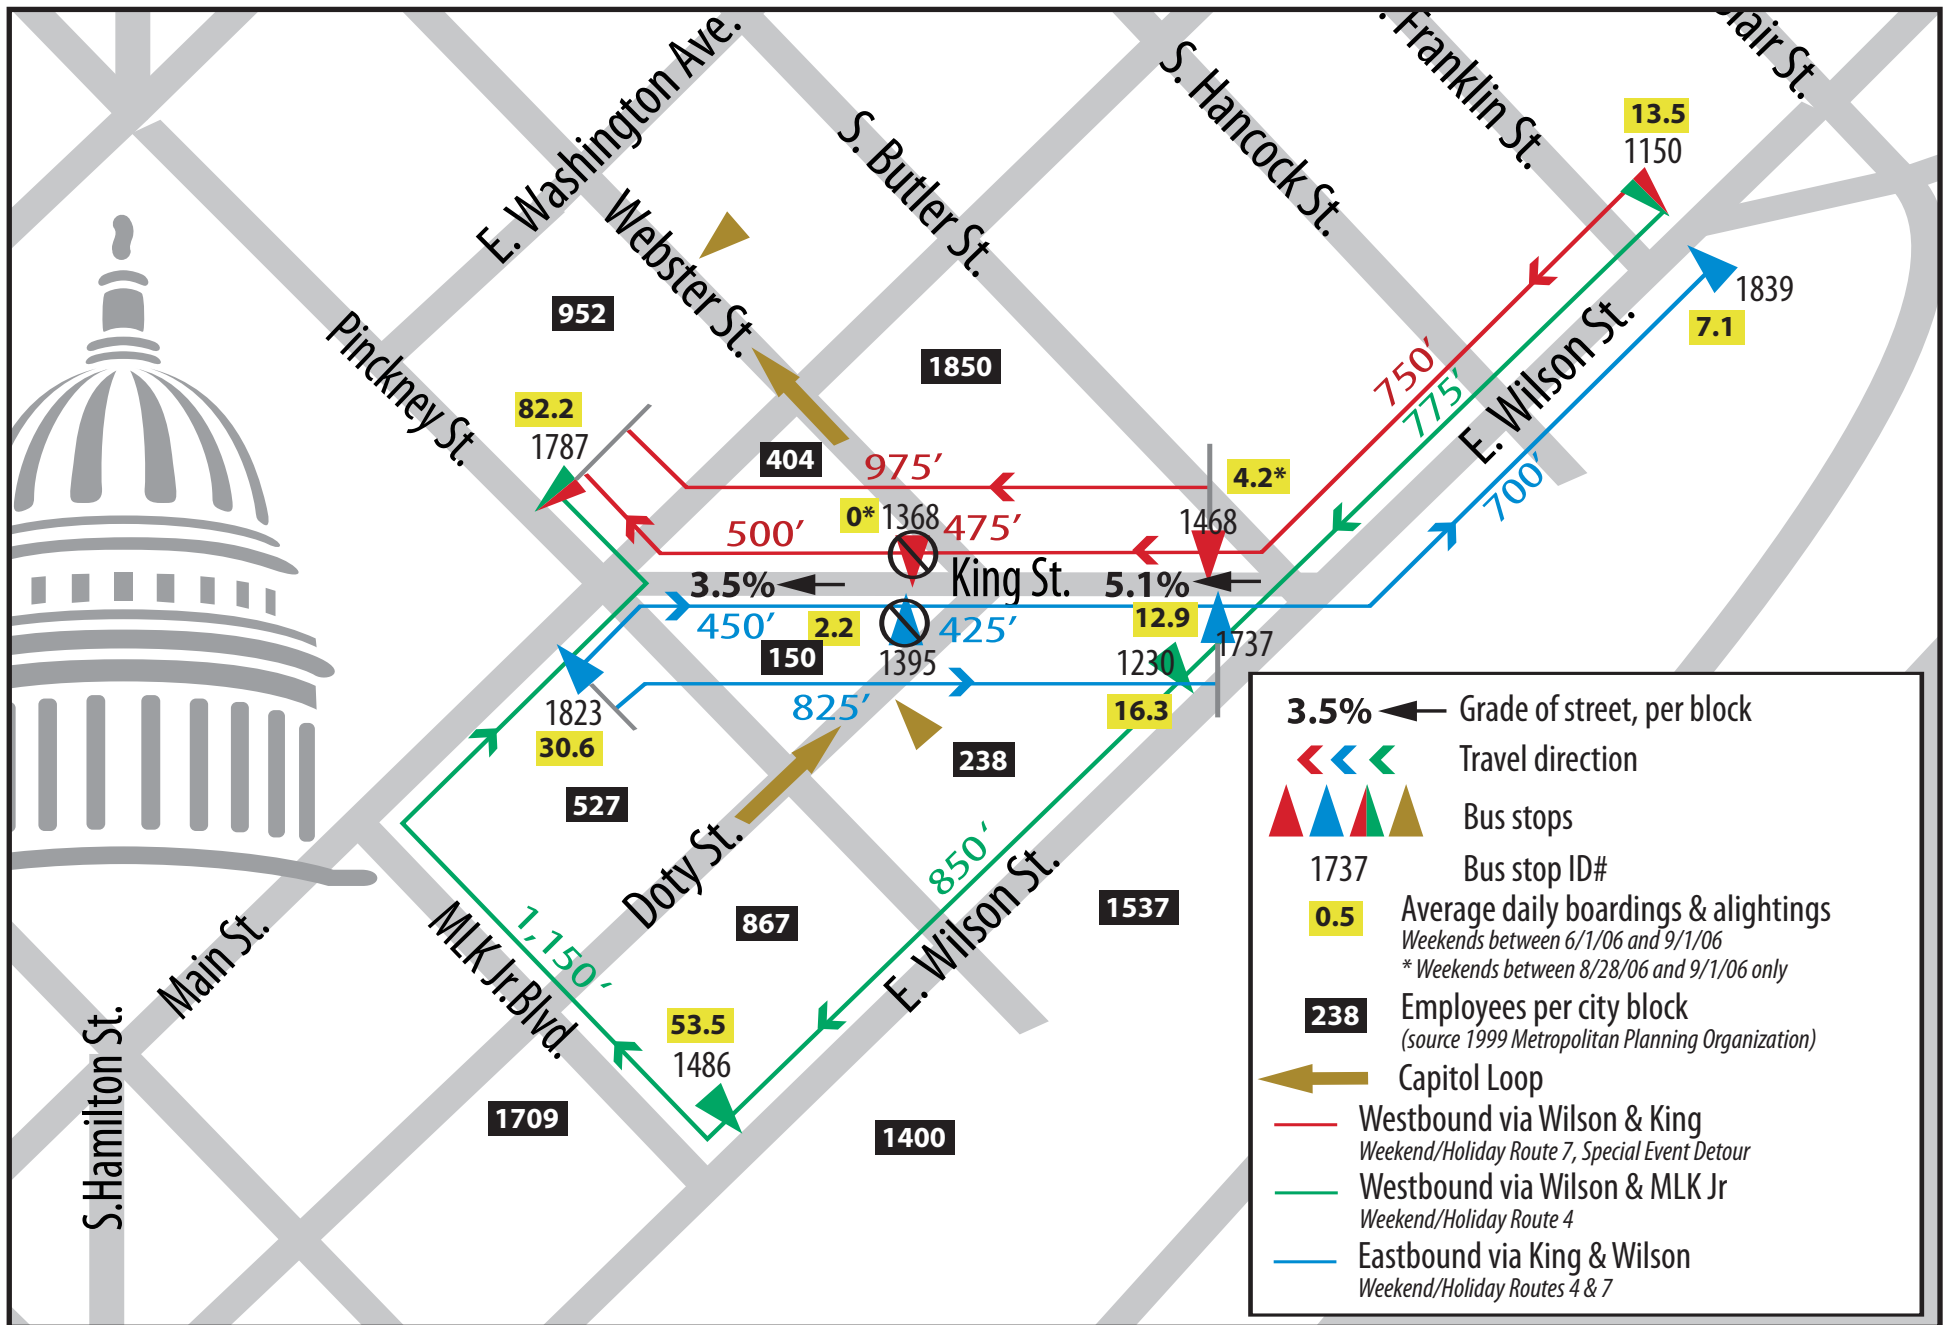 E. Washington Ave.
S. Butler St.
S. Hancock St.
Franklin St.
lair St.
Webster St.
Pinckney St.
13.5
1150
1839
7.1
952
1850
82.2
1787
404
975′
4.2*
750′
775′
E. Wilson St.
700′
0*
1368
475′
1468
500′
3.5%
King St.
5.1%
450′
2.2
425′
12.9
150
1395
1230
1737
825′
16.3
1823
30.6
238
527
Doty St.
850′
867
1537
E. Wilson St.
1,150′
MLK Jr.Blvd.
Main St.
53.5
1486
S.Hamilton St.
1709
1400
3.5% Grade of street, per block
Travel direction
Bus stops
1737 Bus stop ID#
0.5 Average daily boardings & alightings
Weekends between 6/1/06 and 9/1/06
* Weekends between 8/28/06 and 9/1/06 only
238 Employees per city block
(source 1999 Metropolitan Planning Organization)
Capitol Loop
Westbound via Wilson & King
Weekend/Holiday Route 7, Special Event Detour
Westbound via Wilson & MLK Jr
Weekend/Holiday Route 4
Eastbound via King & Wilson
Weekend/Holiday Routes 4 & 7